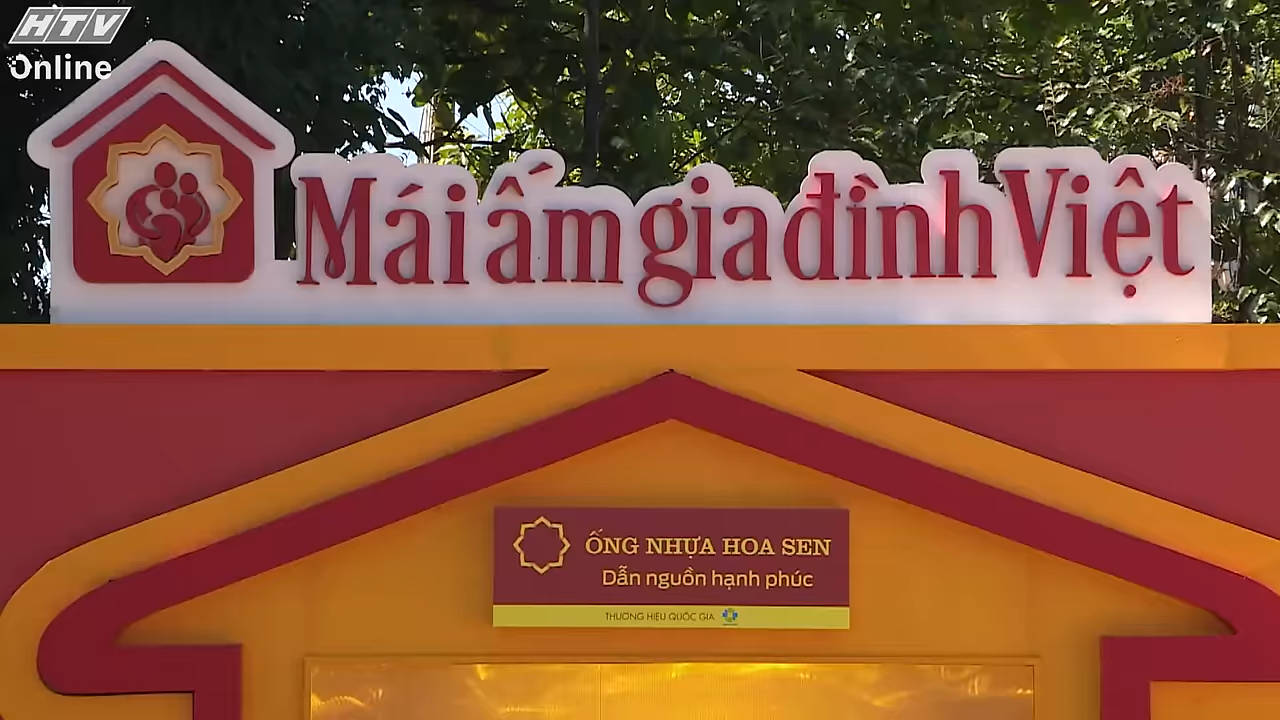 HTV
Online
Mái ấm gia đình Việt
ỐNG NHỰA HOA SEN
Dẫn nguồn hạnh phúc
THƯƠNG HIỆU QUỐC GIA